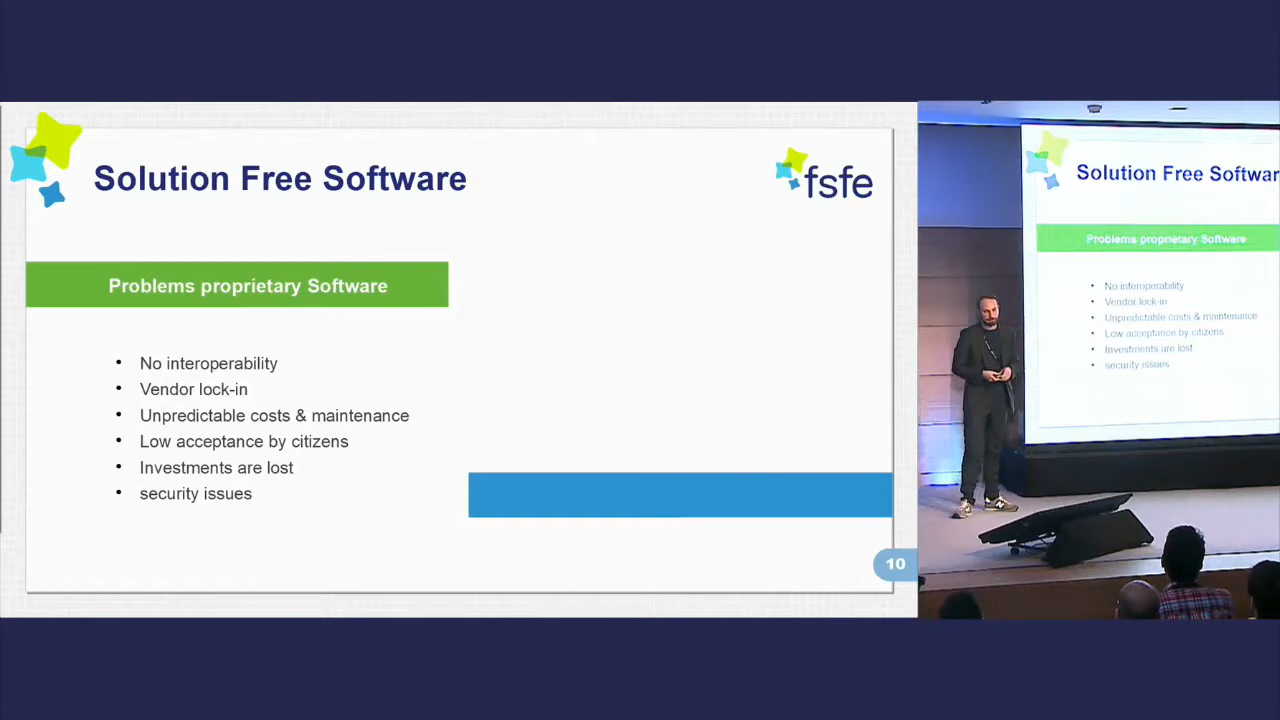 Solution Free Software
fsfe
Problems proprietary Software
No interoperability
Vendor lock-in
Unpredictable costs & maintenance
Low acceptance by citizens
Investments are lost
security issues
10
Solution Free Softwar
Problems proprietary Software
No interoperability
Vendor lock-in
Unpredictable costs & maintenance
Low acceptance by citizens
Investments are lost
security issues